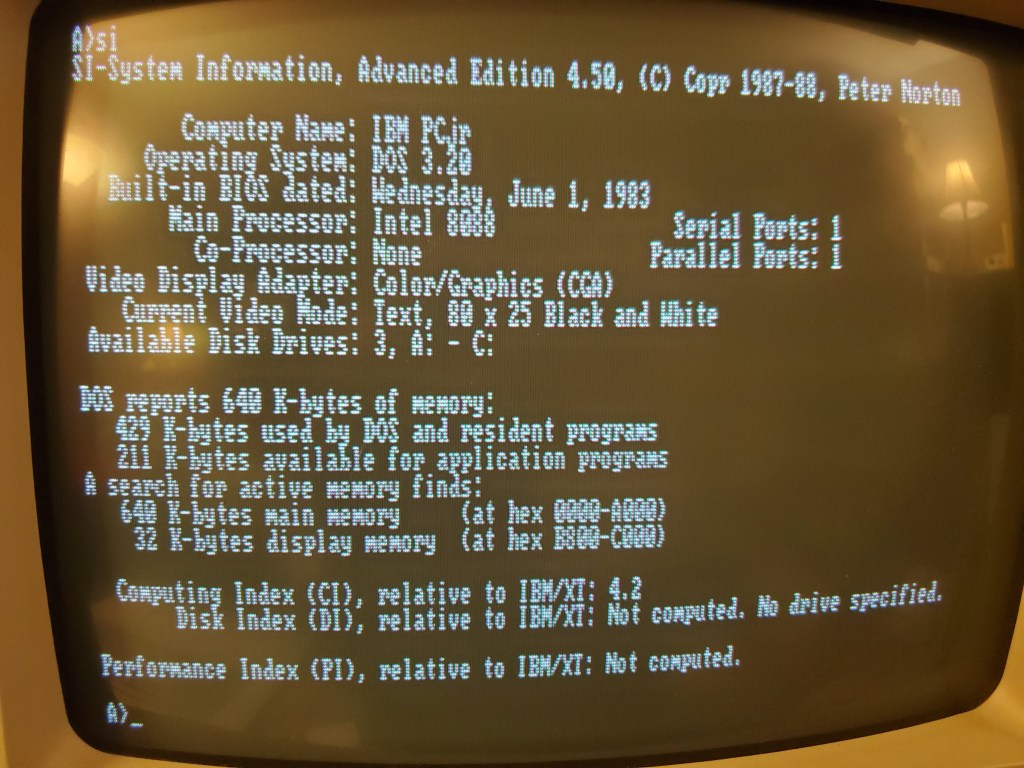 A>si
SI-System Information, Advanced Edition 4.50, (C) Copr 1987-88, Peter Norton
Computer Name: IBM PCjr
Operating System: DOS 3.20
Built-in BIOS dated: Wednesday, June 1, 1983
Main Processor: Intel 8088 Serial Ports: 1
Co-Processor: None Parallel Ports: 1
Video Display Adapter: Color/Graphics (CGA)
Current Video Mode: Text, 80 x 25 Black and White
Available Disk Drives: 3, A: - C:
DOS reports 640 K-bytes of memory:
429 K-bytes used by DOS and resident programs
211 K-bytes available for application programs
A search for active memory finds:
640 K-bytes main memory (at hex 0000-A000)
32 K-bytes display memory (at hex B800-C000)
Computing Index (CI), relative to IBM/XT: 4.2
Disk Index (DI), relative to IBM/XT: Not computed. No drive specified.
Performance Index (PI), relative to IBM/XT: Not computed.
A>_